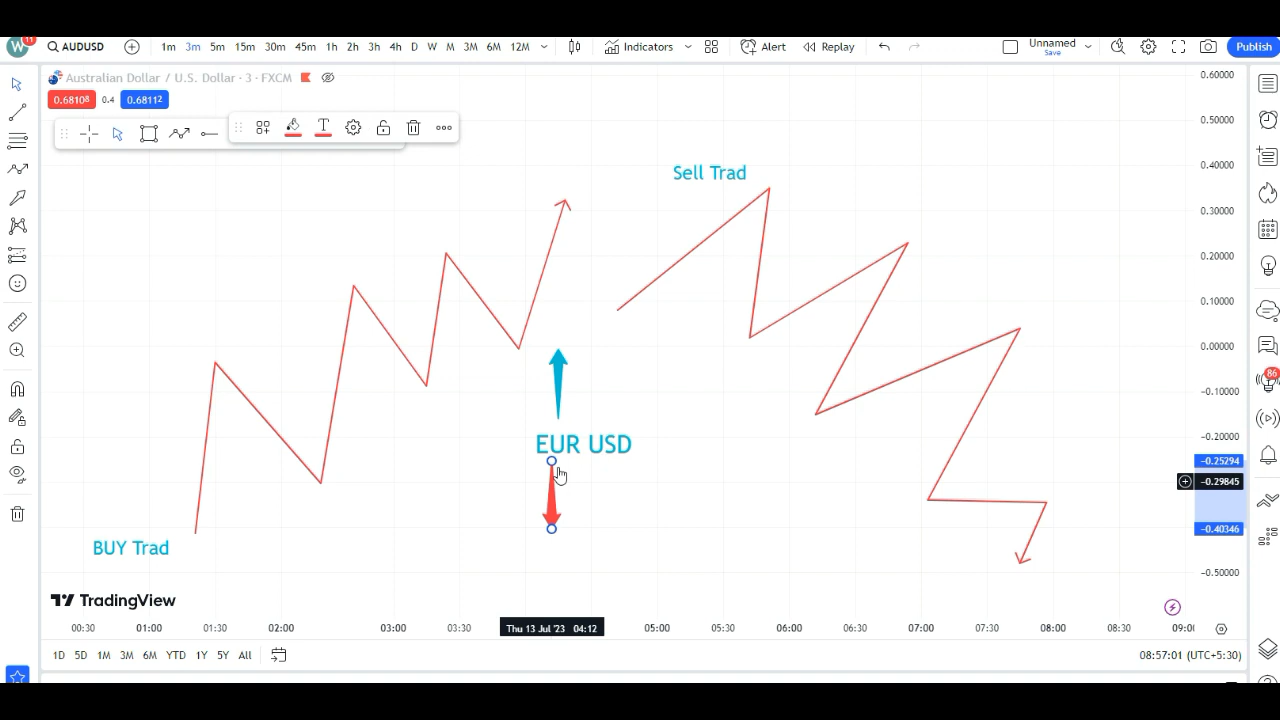 W 11 AUDUSD 1m 3m 5m 15m 30m 45m 1h 2h 3h 4h D W M 3M 6M 12M Indicators Alert Replay Unnamed Save Publish
Australian Dollar / U.S. Dollar · 3 · FXCM
0.68108 0.4 0.68112
0.60000
0.50000
0.40000
0.30000
0.20000
0.10000
0.00000
-0.10000
-0.20000
-0.25294
-0.29845
-0.40346
-0.50000
86
Sell Trad
EUR USD
BUY Trad
TradingView
00:30 01:00 01:30 02:00 03:00 03:30 Thu 13 Jul '23 04:12 05:00 05:30 06:00 06:30 07:00 07:30 08:00 08:30 09:00
1D 5D 1M 3M 6M YTD 1Y 5Y All 08:57:01 (UTC+5:30)